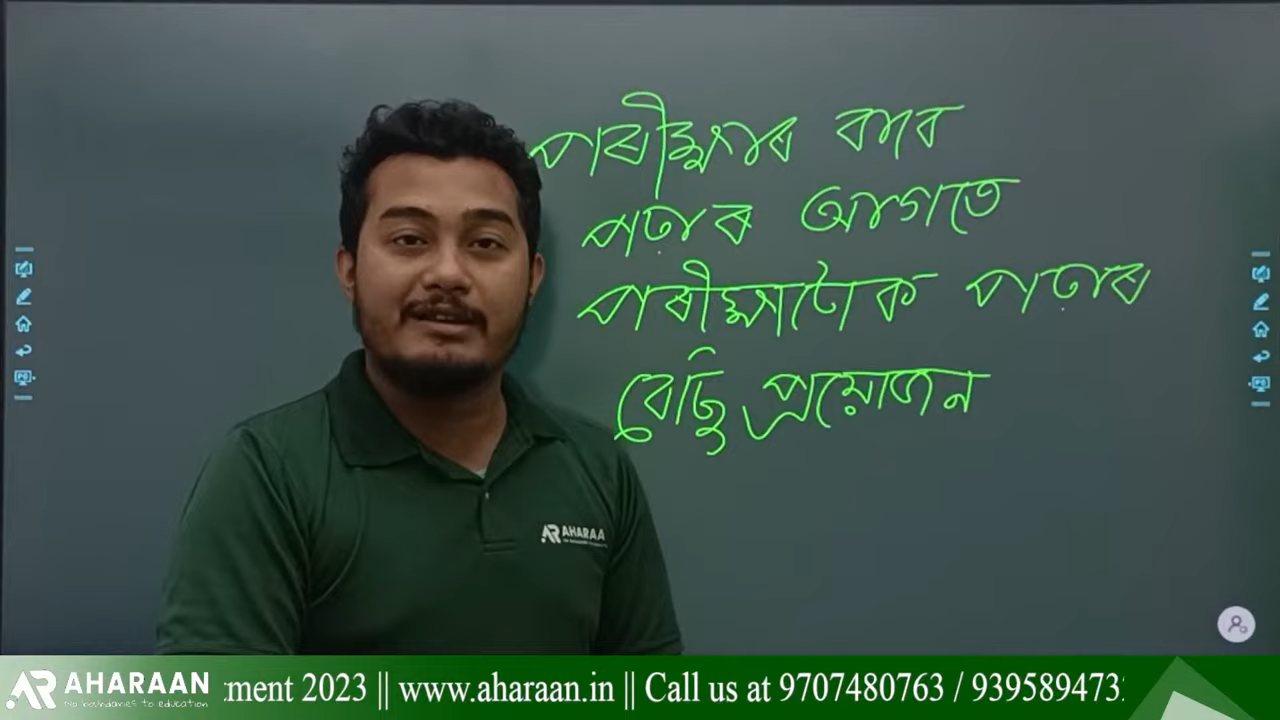 পৰীক্ষাৰ বাবে
পঢ়াৰ আগতে
পৰীক্ষাটোক পঢ়াৰ
বেছি প্ৰয়োজন
AHARAA
AHARAAN
No boundaries to education
:ment 2023 || www.aharaan.in || Call us at 9707480763 / 939589473